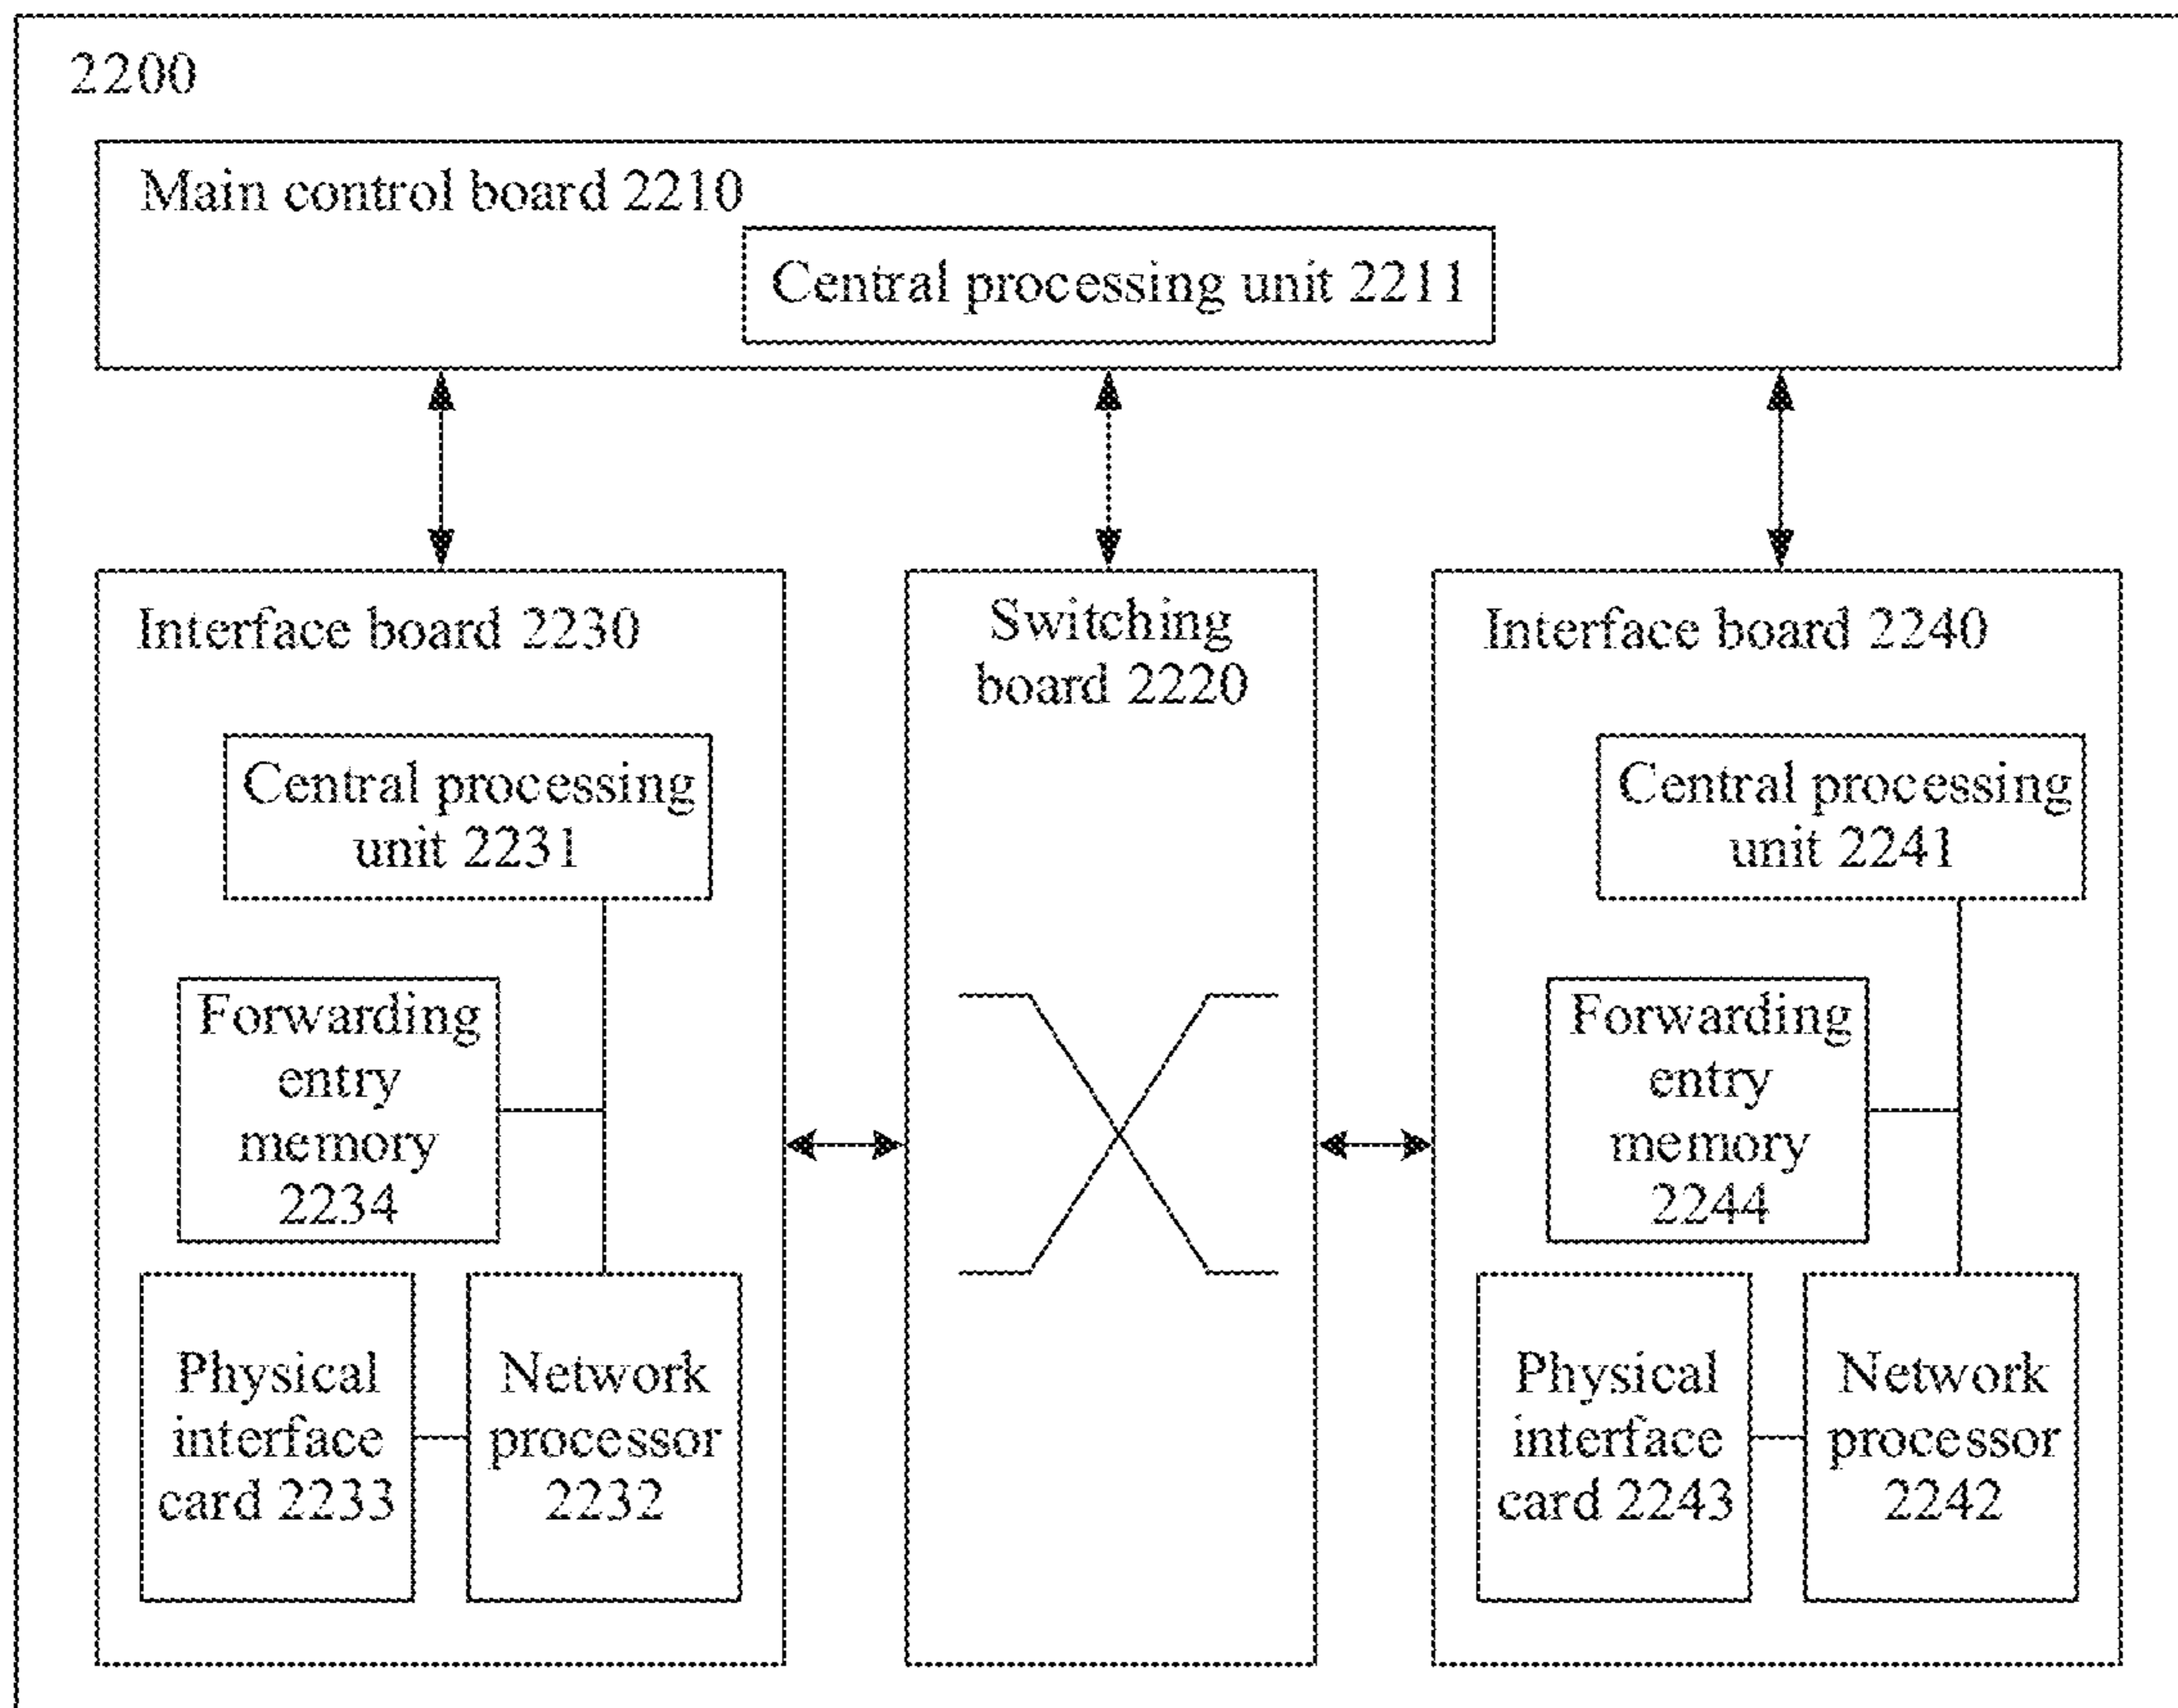 2200
Main control board 2210
Central processing unit 2211
Interface board 2230
Central processing
unit 2231
Forwarding
entry
memory
2234
Physical
interface
card 2233
Network
processor
2232
Switching
board 2220
Interface board 2240
Central processing
unit 2241
Forwarding
entry
memory
2244
Physical
interface
card 2243
Network
processor
2242